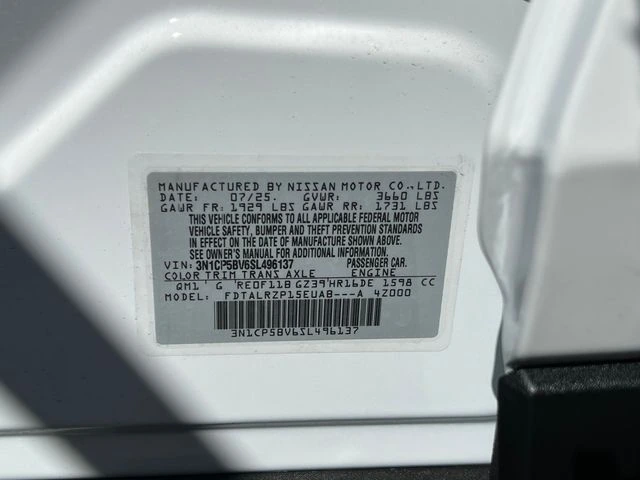 MANUFACTURED BY NISSAN MOTOR CO.,LTD.
DATE: 07/25. GVWR: 3660 LBS
GAWR FR: 1929 LBS GAWR RR: 1731 LBS
THIS VEHICLE CONFORMS TO ALL APPLICABLE FEDERAL MOTOR
VEHICLE SAFETY, BUMPER AND THEFT PREVENTION STANDARDS
IN EFFECT ON THE DATE OF MANUFACTURE SHOWN ABOVE.
SEE OWNER'S MANUAL FOR ADDITIONAL INFORMATION.
VIN: 3N1CP5BV6SL496137 PASSENGER CAR.
COLOR TRIM TRANS AXLE ENGINE
QM1 G RE0F11B GZ39 HR16DE 1598 CC
MODEL: FDTALRZP15EUAB---A 42000
3N1CP5BV6SL496137